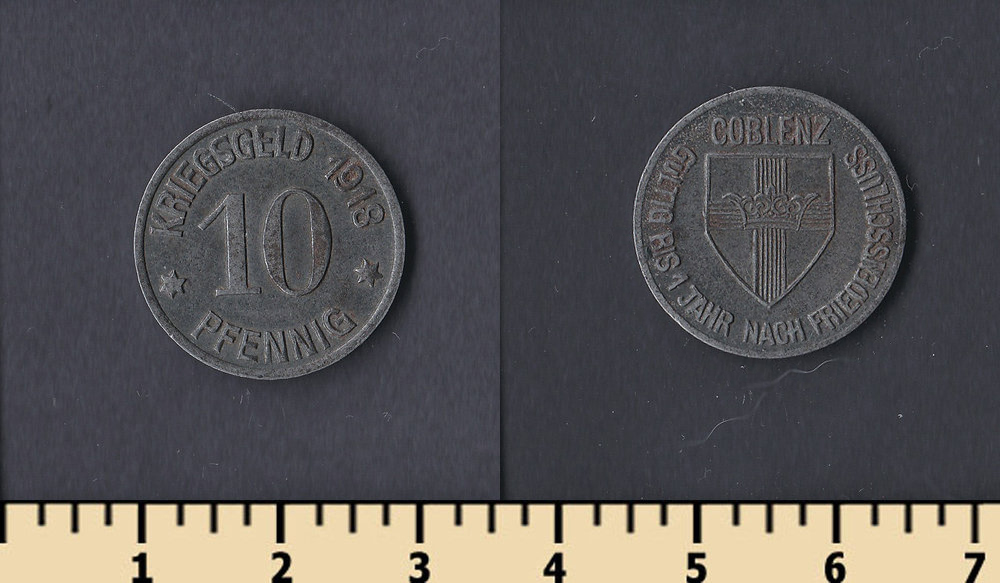 KRIEGSGELD 1918
10
PFENNIG
COBLENZ
GÜLTIG BIS 1 JAHR NACH FRIEDENSSCHLUSS
1 2 3 4 5 6 7